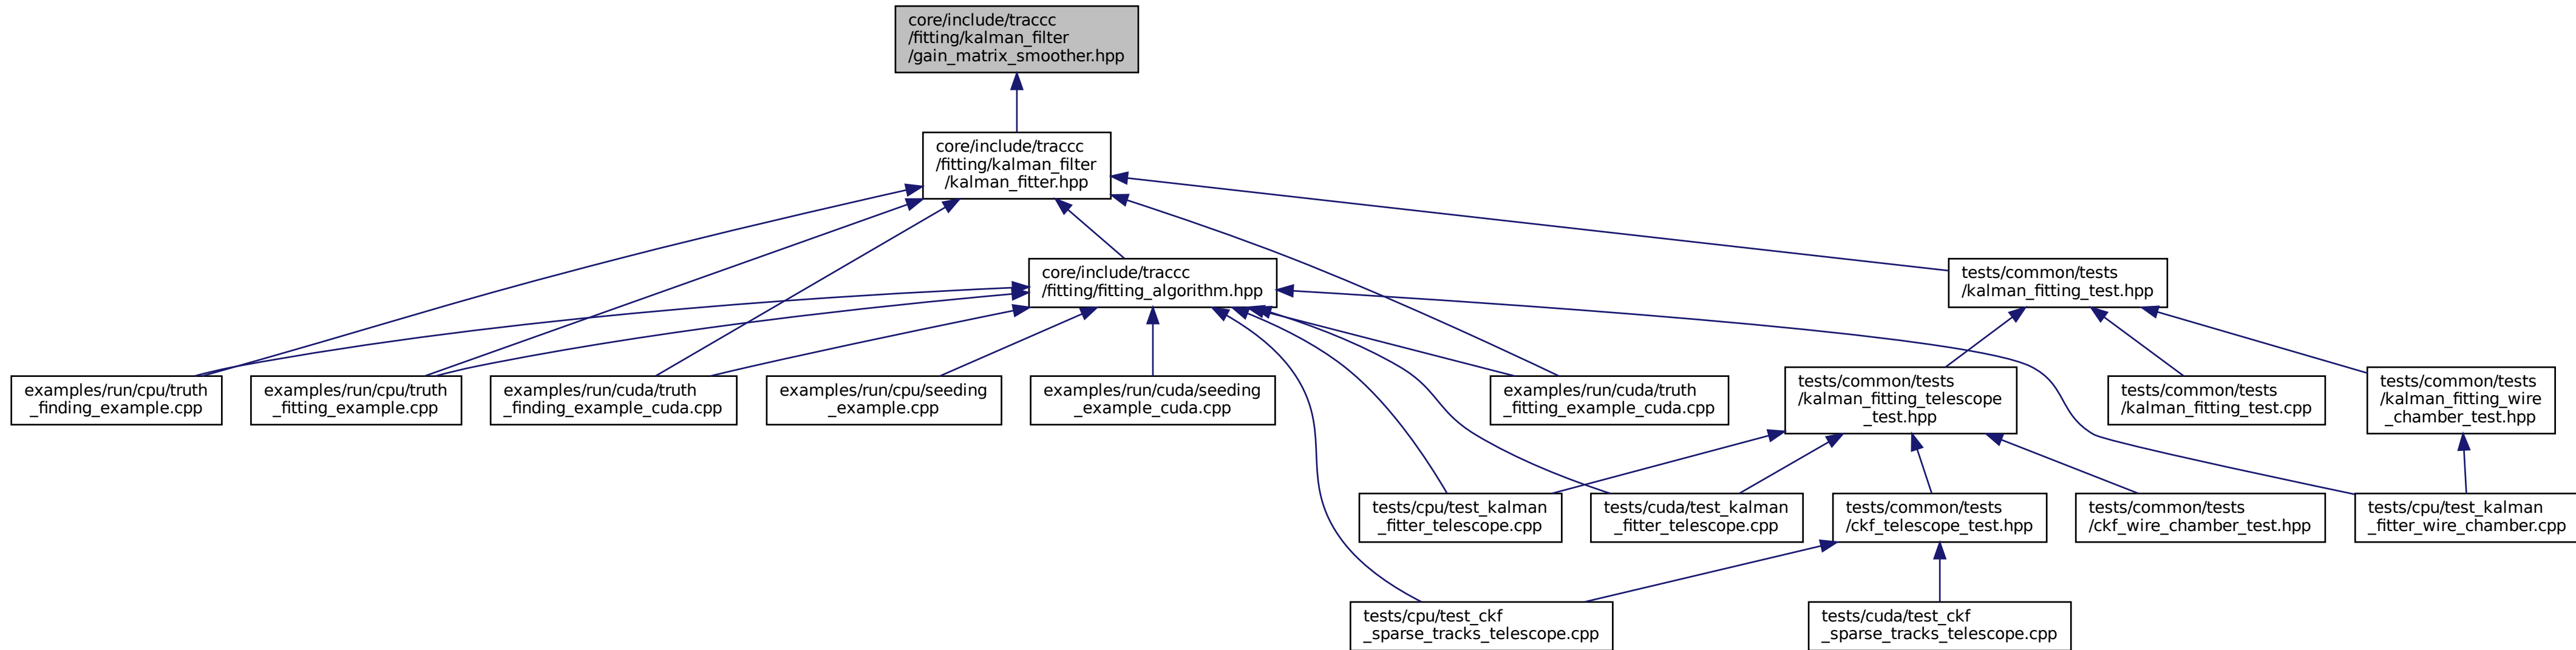 core/include/traccc
/fitting/kalman_filter
/gain_matrix_smoother.hpp
core/include/traccc
/fitting/kalman_filter
/kalman_fitter.hpp
core/include/traccc
/fitting/fitting_algorithm.hpp
tests/common/tests
/kalman_fitting_test.hpp
examples/run/cpu/truth
_finding_example.cpp
examples/run/cpu/truth
_fitting_example.cpp
examples/run/cuda/truth
_finding_example_cuda.cpp
examples/run/cpu/seeding
_example.cpp
examples/run/cuda/seeding
_example_cuda.cpp
examples/run/cuda/truth
_fitting_example_cuda.cpp
tests/common/tests
/kalman_fitting_telescope
_test.hpp
tests/common/tests
/kalman_fitting_test.cpp
tests/common/tests
/kalman_fitting_wire
_chamber_test.hpp
tests/cpu/test_kalman
_fitter_telescope.cpp
tests/cuda/test_kalman
_fitter_telescope.cpp
tests/common/tests
/ckf_telescope_test.hpp
tests/common/tests
/ckf_wire_chamber_test.hpp
tests/cpu/test_kalman
_fitter_wire_chamber.cpp
tests/cpu/test_ckf
_sparse_tracks_telescope.cpp
tests/cuda/test_ckf
_sparse_tracks_telescope.cpp